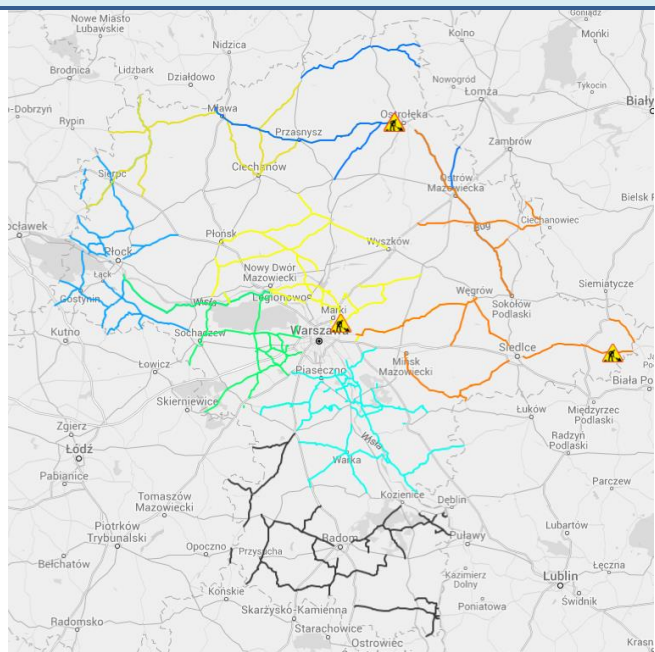 Nowe Miasto
Lubawskie
Kolno
Mońki
Nidzica
Brodnica
Lidzbark
Działdowo
Nowogród
Łomża
Tykocin
Rypin
Mława
Ostrołęka
Przasnysz
Zambrów
Ciechanów
Sierpc
Ostrów
Mazowiecka
Bielsk
Ciechanowiec
Bug
Płońsk
Wyszków
Płock
Łąck
Nowy Dwór
Mazowiecki
Siemiatycze
Węgrów
Legionowo
Wisła
Gostynin
Marki
Sokołów
Podlaski
Kutno
Sochaczew
Warszawa
Siedlce
Łowicz
Piaseczno
Mińsk
Mazowiecki
Biała
Skierniewice
Łuków
Międzyrzec
Podlaski
Zgierz
Łódź
Wisła
Radzyń
Podlaski
Pabianice
Warka
Parczew
Tomaszów
Mazowiecki
Kozienice
Dęblin
Piotrków
Trybunalski
Opoczno
Przysucha
Radom
Puławy
Lubartów
Bełchatów
Łęczna
Końskie
Kazimierz
Dolny
Lublin
Świdnik
Poniatowa
Radomsko
Skarżysko-Kamienna
Starachowice
Ostrowiec